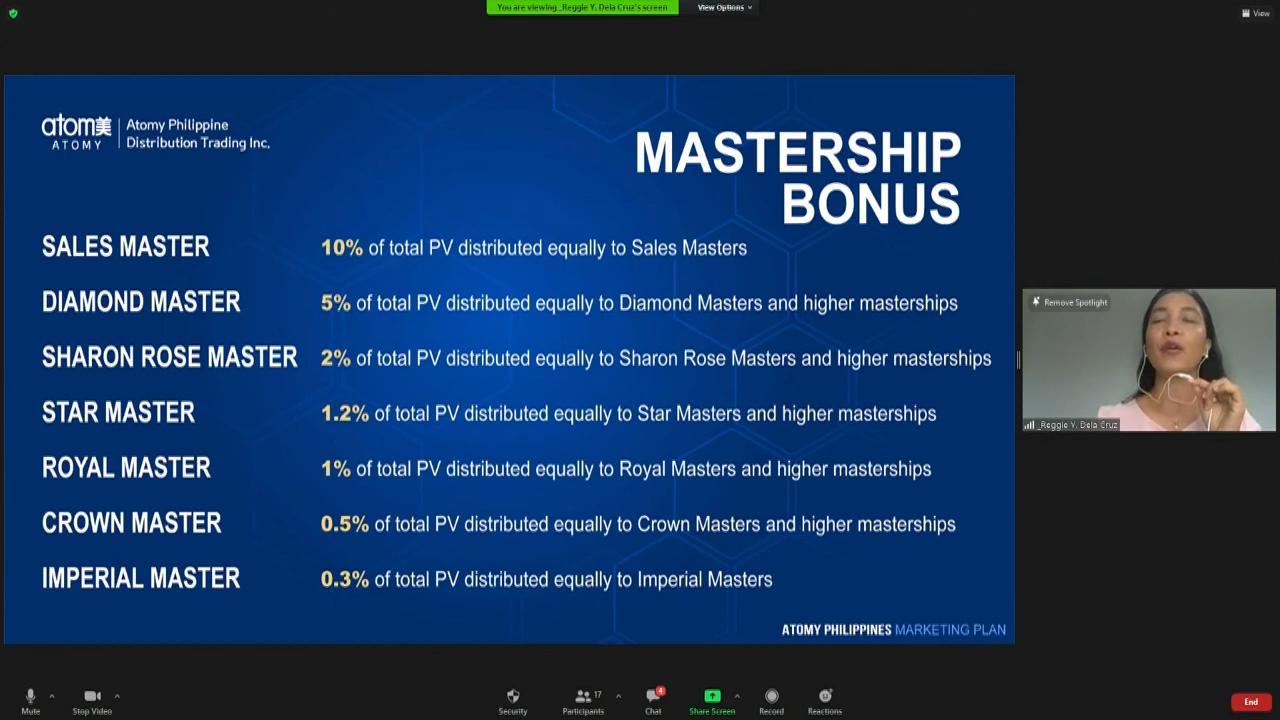 You are viewing _Reggie Y. Dela Cruz's screen
View Options
View
atom美
ATOMY
Atomy Philippine
Distribution Trading Inc.
MASTERSHIP
BONUS
SALES MASTER 10% of total PV distributed equally to Sales Masters
DIAMOND MASTER 5% of total PV distributed equally to Diamond Masters and higher masterships
SHARON ROSE MASTER 2% of total PV distributed equally to Sharon Rose Masters and higher masterships
STAR MASTER 1.2% of total PV distributed equally to Star Masters and higher masterships
ROYAL MASTER 1% of total PV distributed equally to Royal Masters and higher masterships
CROWN MASTER 0.5% of total PV distributed equally to Crown Masters and higher masterships
IMPERIAL MASTER 0.3% of total PV distributed equally to Imperial Masters
ATOMY PHILIPPINES MARKETING PLAN
Remove Spotlight
_Reggie Y. Dela Cruz
Mute
Stop Video
Security
17
Participants
4
Chat
Share Screen
Record
Reactions
End